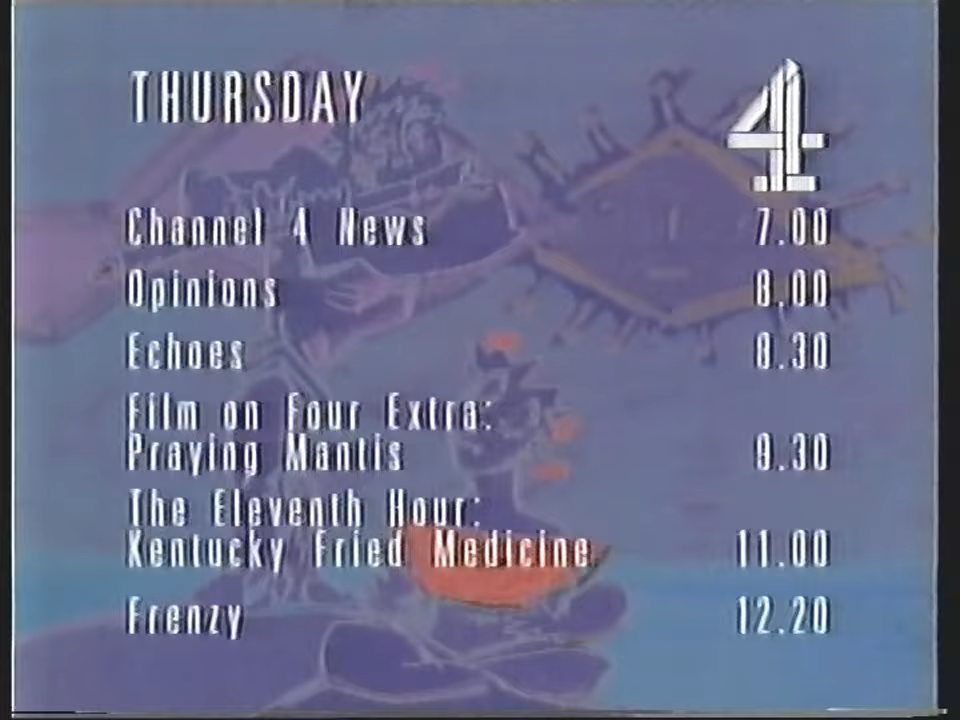 THURSDAY 4
Channel 4 News 7.00
Opinions 8.00
Echoes 8.30
Film on Four Extra:
Praying Mantis 9.30
The Eleventh Hour:
Kentucky Fried Medicine 11.00
Frenzy 12.20